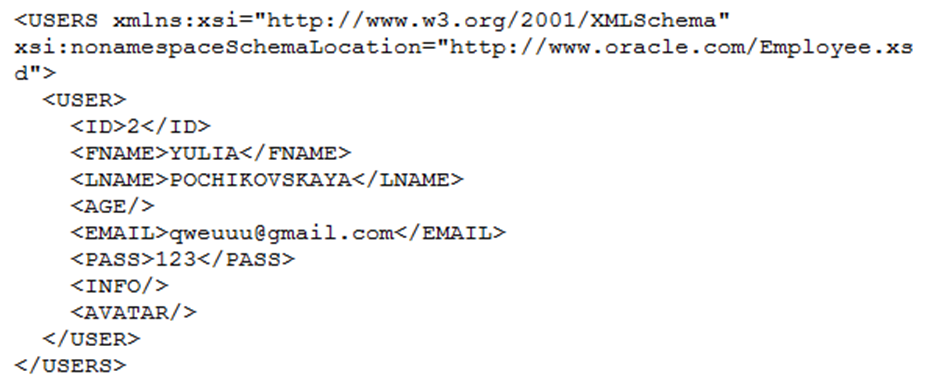 <USERS xmlns:xsi="http://www.w3.org/2001/XMLSchema"
xsi:nonamespaceSchemaLocation="http://www.oracle.com/Employee.xs
d">
<USER>
<ID>2</ID>
<FNAME>YULIA</FNAME>
<LNAME>POCHIKOVSKAYA</LNAME>
<AGE/>
<EMAIL>qweuuu@gmail.com</EMAIL>
<PASS>123</PASS>
<INFO/>
<AVATAR/>
</USER>
</USERS>